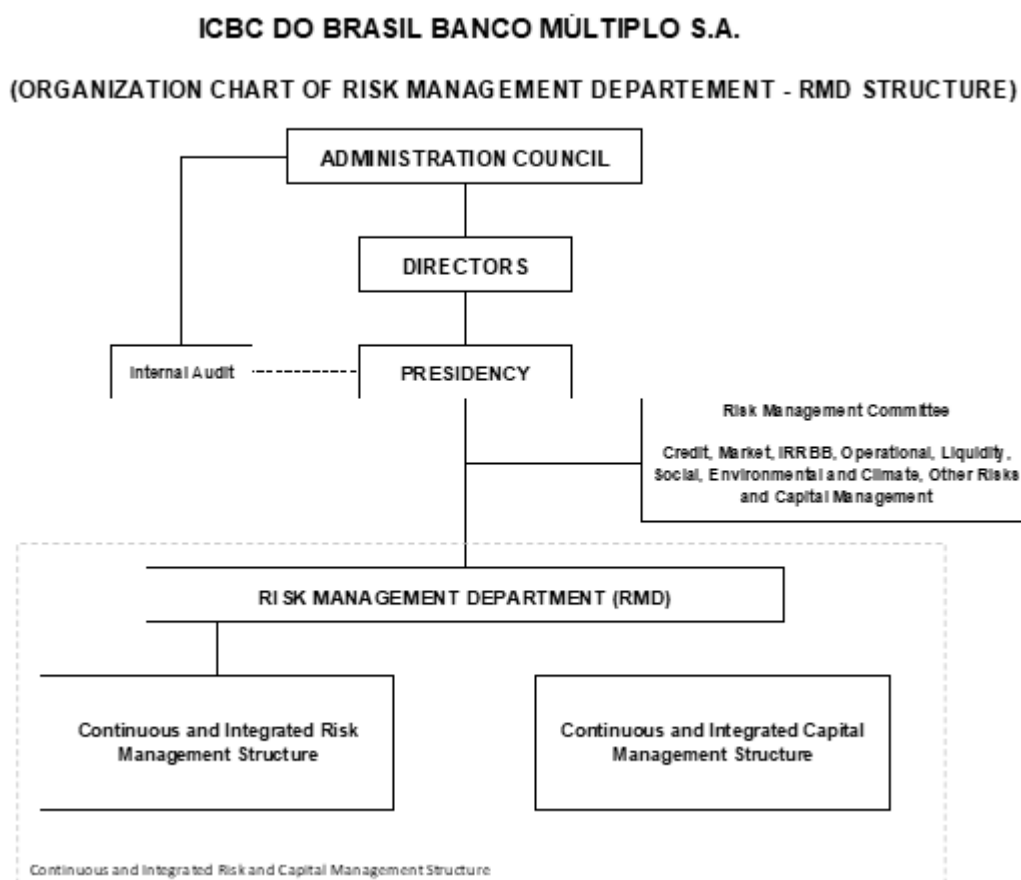 ICBC DO BRASIL BANCO MÚLTIPLO S.A.
(ORGANIZATION CHART OF RISK MANAGEMENT DEPARTEMENT - RMD STRUCTURE)
ADMINISTRATION COUNCIL
DIRECTORS
Internal Audit
PRESIDENCY
Risk Management Committee
Credit, Market, IRRBB, Operational, Liquidity,
Social, Environmental and Climate, Other Risks
and Capital Management
RISK MANAGEMENT DEPARTMENT (RMD)
Continuous and Integrated Risk
Management Structure
Continuous and Integrated Capital
Management Structure
Continuous and Integrated Risk and Capital Management Structure